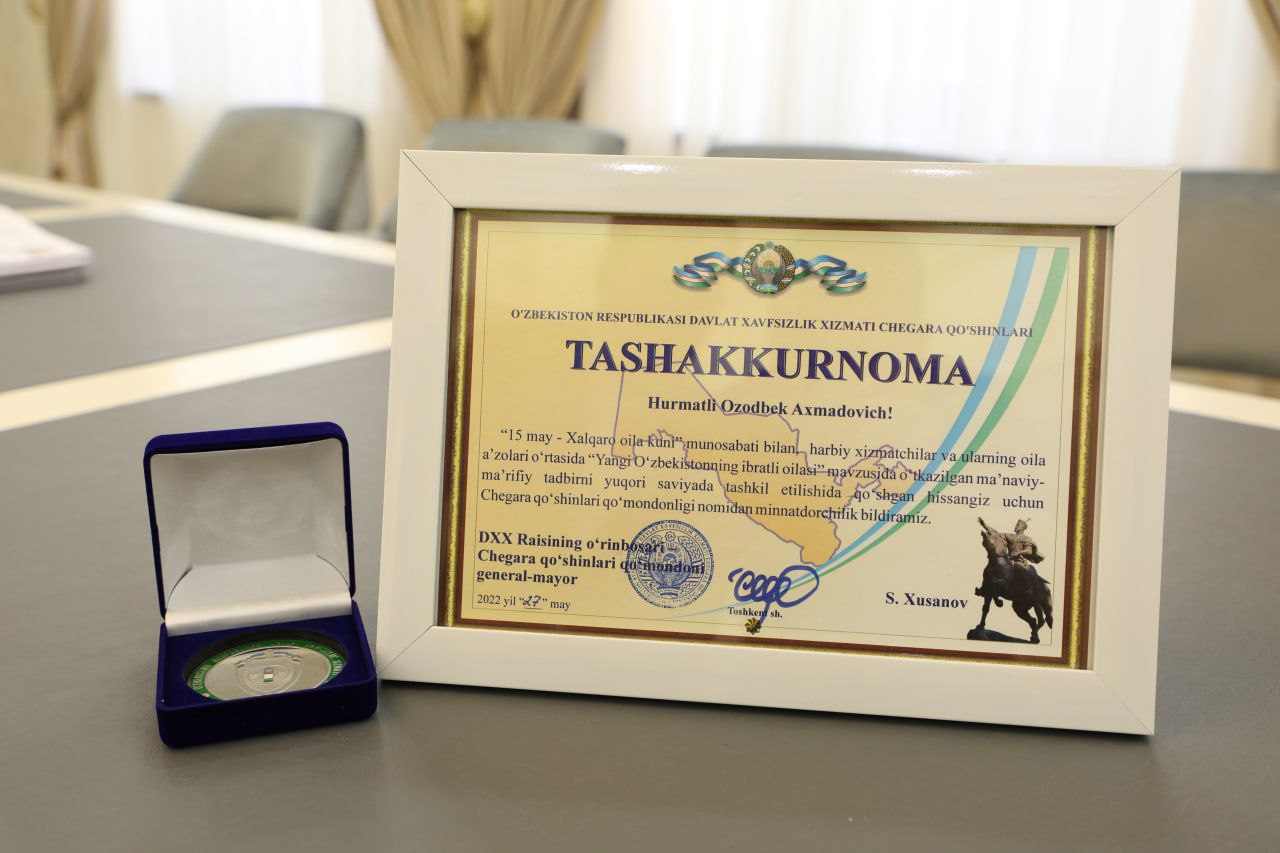 O'ZBEKISTON RESPUBLIKASI DAVLAT XAVFSIZLIK XIZMATI CHEGARA QO'SHINLARI
TASHAKKURNOMA
Hurmatli Ozodbek Axmadovich!
“15 may - Xalqaro oila kuni” munosabati bilan, harbiy xizmatchilar va ularning oila
a’zolari o‘rtasida “Yangi O‘zbekistonning ibratli oilasi” mavzusida o‘tkazilgan ma’naviy-
ma’rifiy tadbirni yuqori saviyada tashkil etilishida qo‘shgan hissangiz uchun
Chegara qo‘shinlari qo‘mondonligi nomidan minnatdorchilik bildiramiz.
DXX Raisining o‘rinbosari
Chegara qo‘shinlari qo‘mondoni
general-mayor
S. Xusanov
2022 yil “27” may
Toshkent sh.